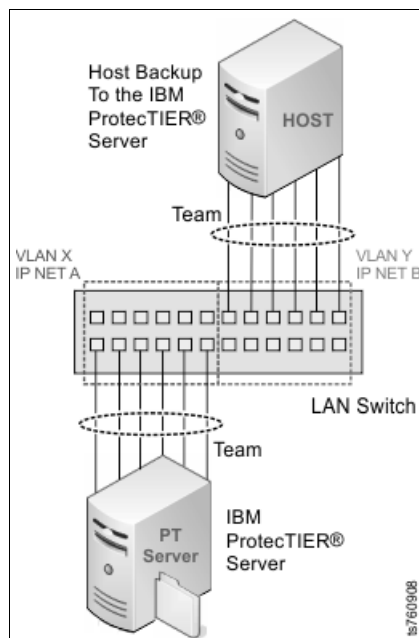 Host Backup
To the IBM
ProtecTIER®
Server
HOST
Team
VLAN X
IP NET A
VLAN Y
IP NET B
LAN Switch
Team
PT
Server
IBM
ProtecTIER®
Server
ts760908